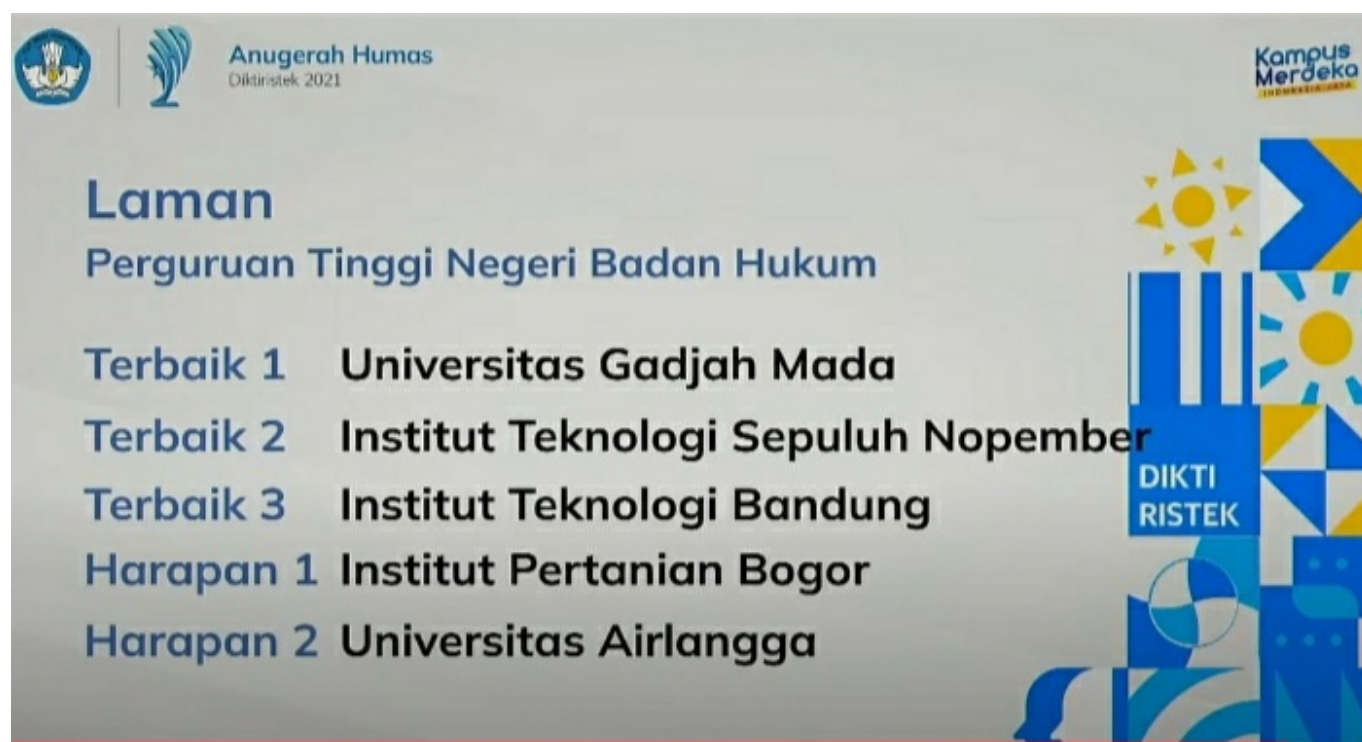 Anugerah Humas
Diktiristek 2021
Kampus
Merdeka
INDONESIA JAYA
Laman
Perguruan Tinggi Negeri Badan Hukum
Terbaik 1 Universitas Gadjah Mada
Terbaik 2 Institut Teknologi Sepuluh Nopember
Terbaik 3 Institut Teknologi Bandung
Harapan 1 Institut Pertanian Bogor
Harapan 2 Universitas Airlangga
DIKTI
RISTEK